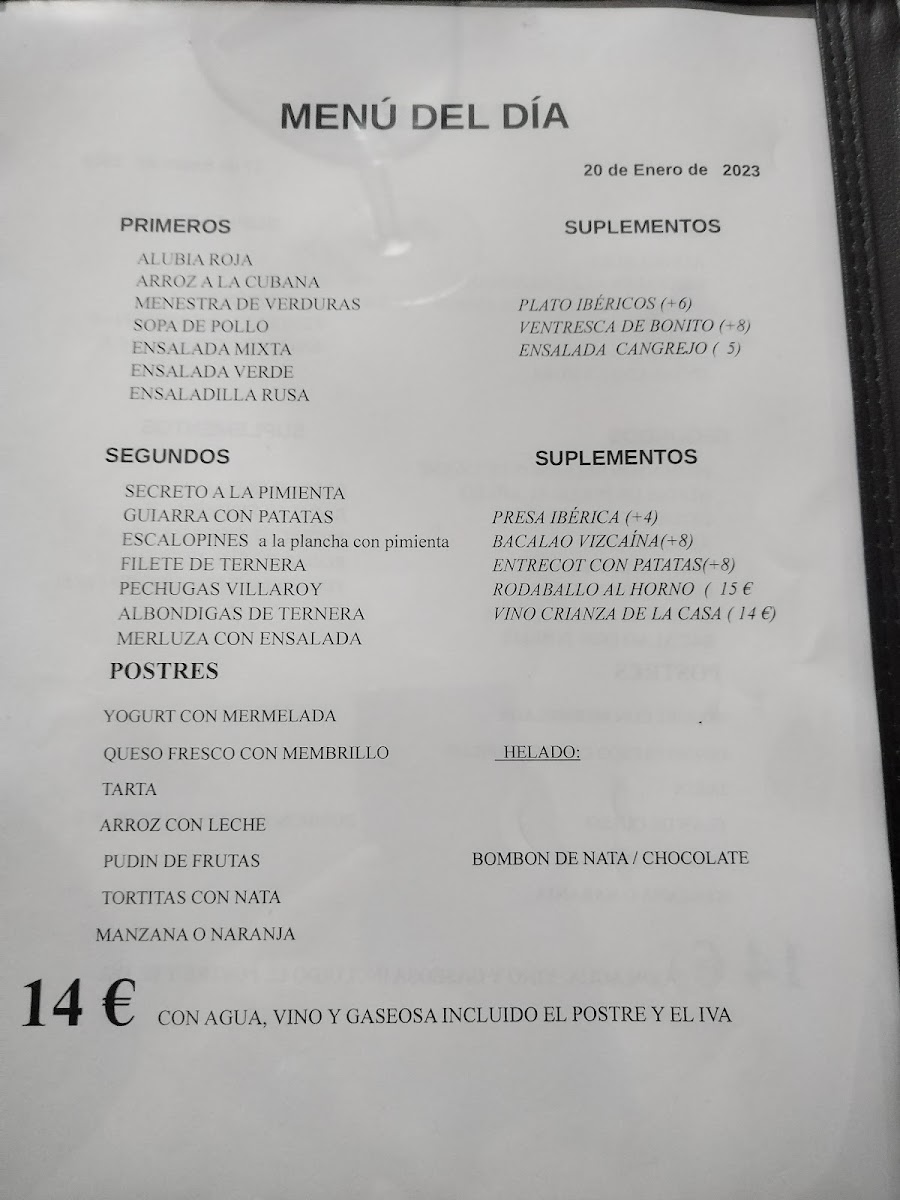 MENÚ DEL DÍA
20 de Enero de 2023
PRIMEROS
ALUBIA ROJA
ARROZ A LA CUBANA
MENESTRA DE VERDURAS
SOPA DE POLLO
ENSALADA MIXTA
ENSALADA VERDE
ENSALADILLA RUSA
SUPLEMENTOS
PLATO IBÉRICOS (+6)
VENTRESCA DE BONITO (+8)
ENSALADA CANGREJO ( 5)
SEGUNDOS
SECRETO A LA PIMIENTA
GUIARRA CON PATATAS
ESCALOPINES a la plancha con pimienta
FILETE DE TERNERA
PECHUGAS VILLAROY
ALBONDIGAS DE TERNERA
MERLUZA CON ENSALADA
SUPLEMENTOS
PRESA IBÉRICA (+4)
BACALAO VIZCAÍNA(+8)
ENTRECOT CON PATATAS(+8)
RODABALLO AL HORNO ( 15 €
VINO CRIANZA DE LA CASA ( 14 €)
POSTRES
YOGURT CON MERMELADA
QUESO FRESCO CON MEMBRILLO
TARTA
ARROZ CON LECHE
PUDIN DE FRUTAS
TORTITAS CON NATA
MANZANA O NARANJA
HELADO:
BOMBON DE NATA / CHOCOLATE
14 € CON AGUA, VINO Y GASEOSA INCLUIDO EL POSTRE Y EL IVA